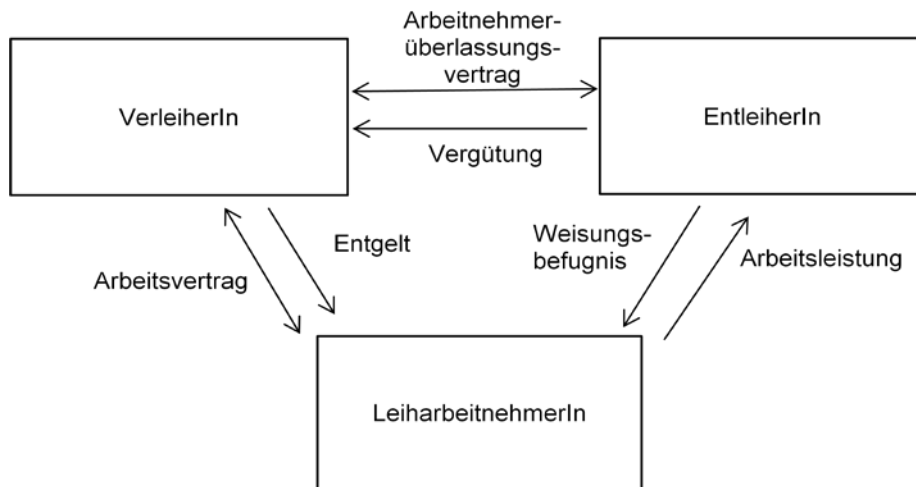 Arbeitnehmer-
überlassungs-
vertrag
VerleiherIn
EntleiherIn
Vergütung
Entgelt
Weisungs-
befugnis
Arbeitsvertrag
Arbeitsleistung
LeiharbeitnehmerIn